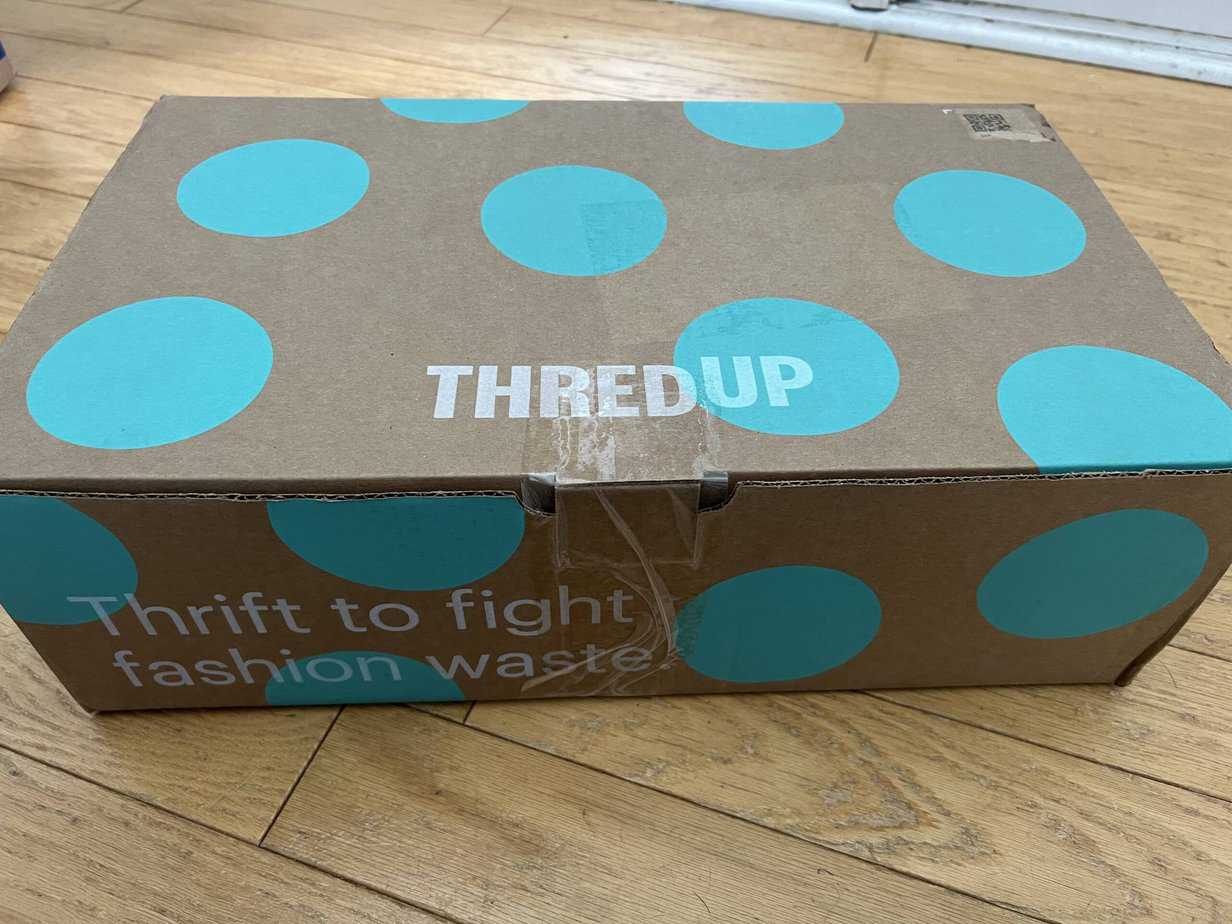 THREDUP
Thrift to fight
fashion waste